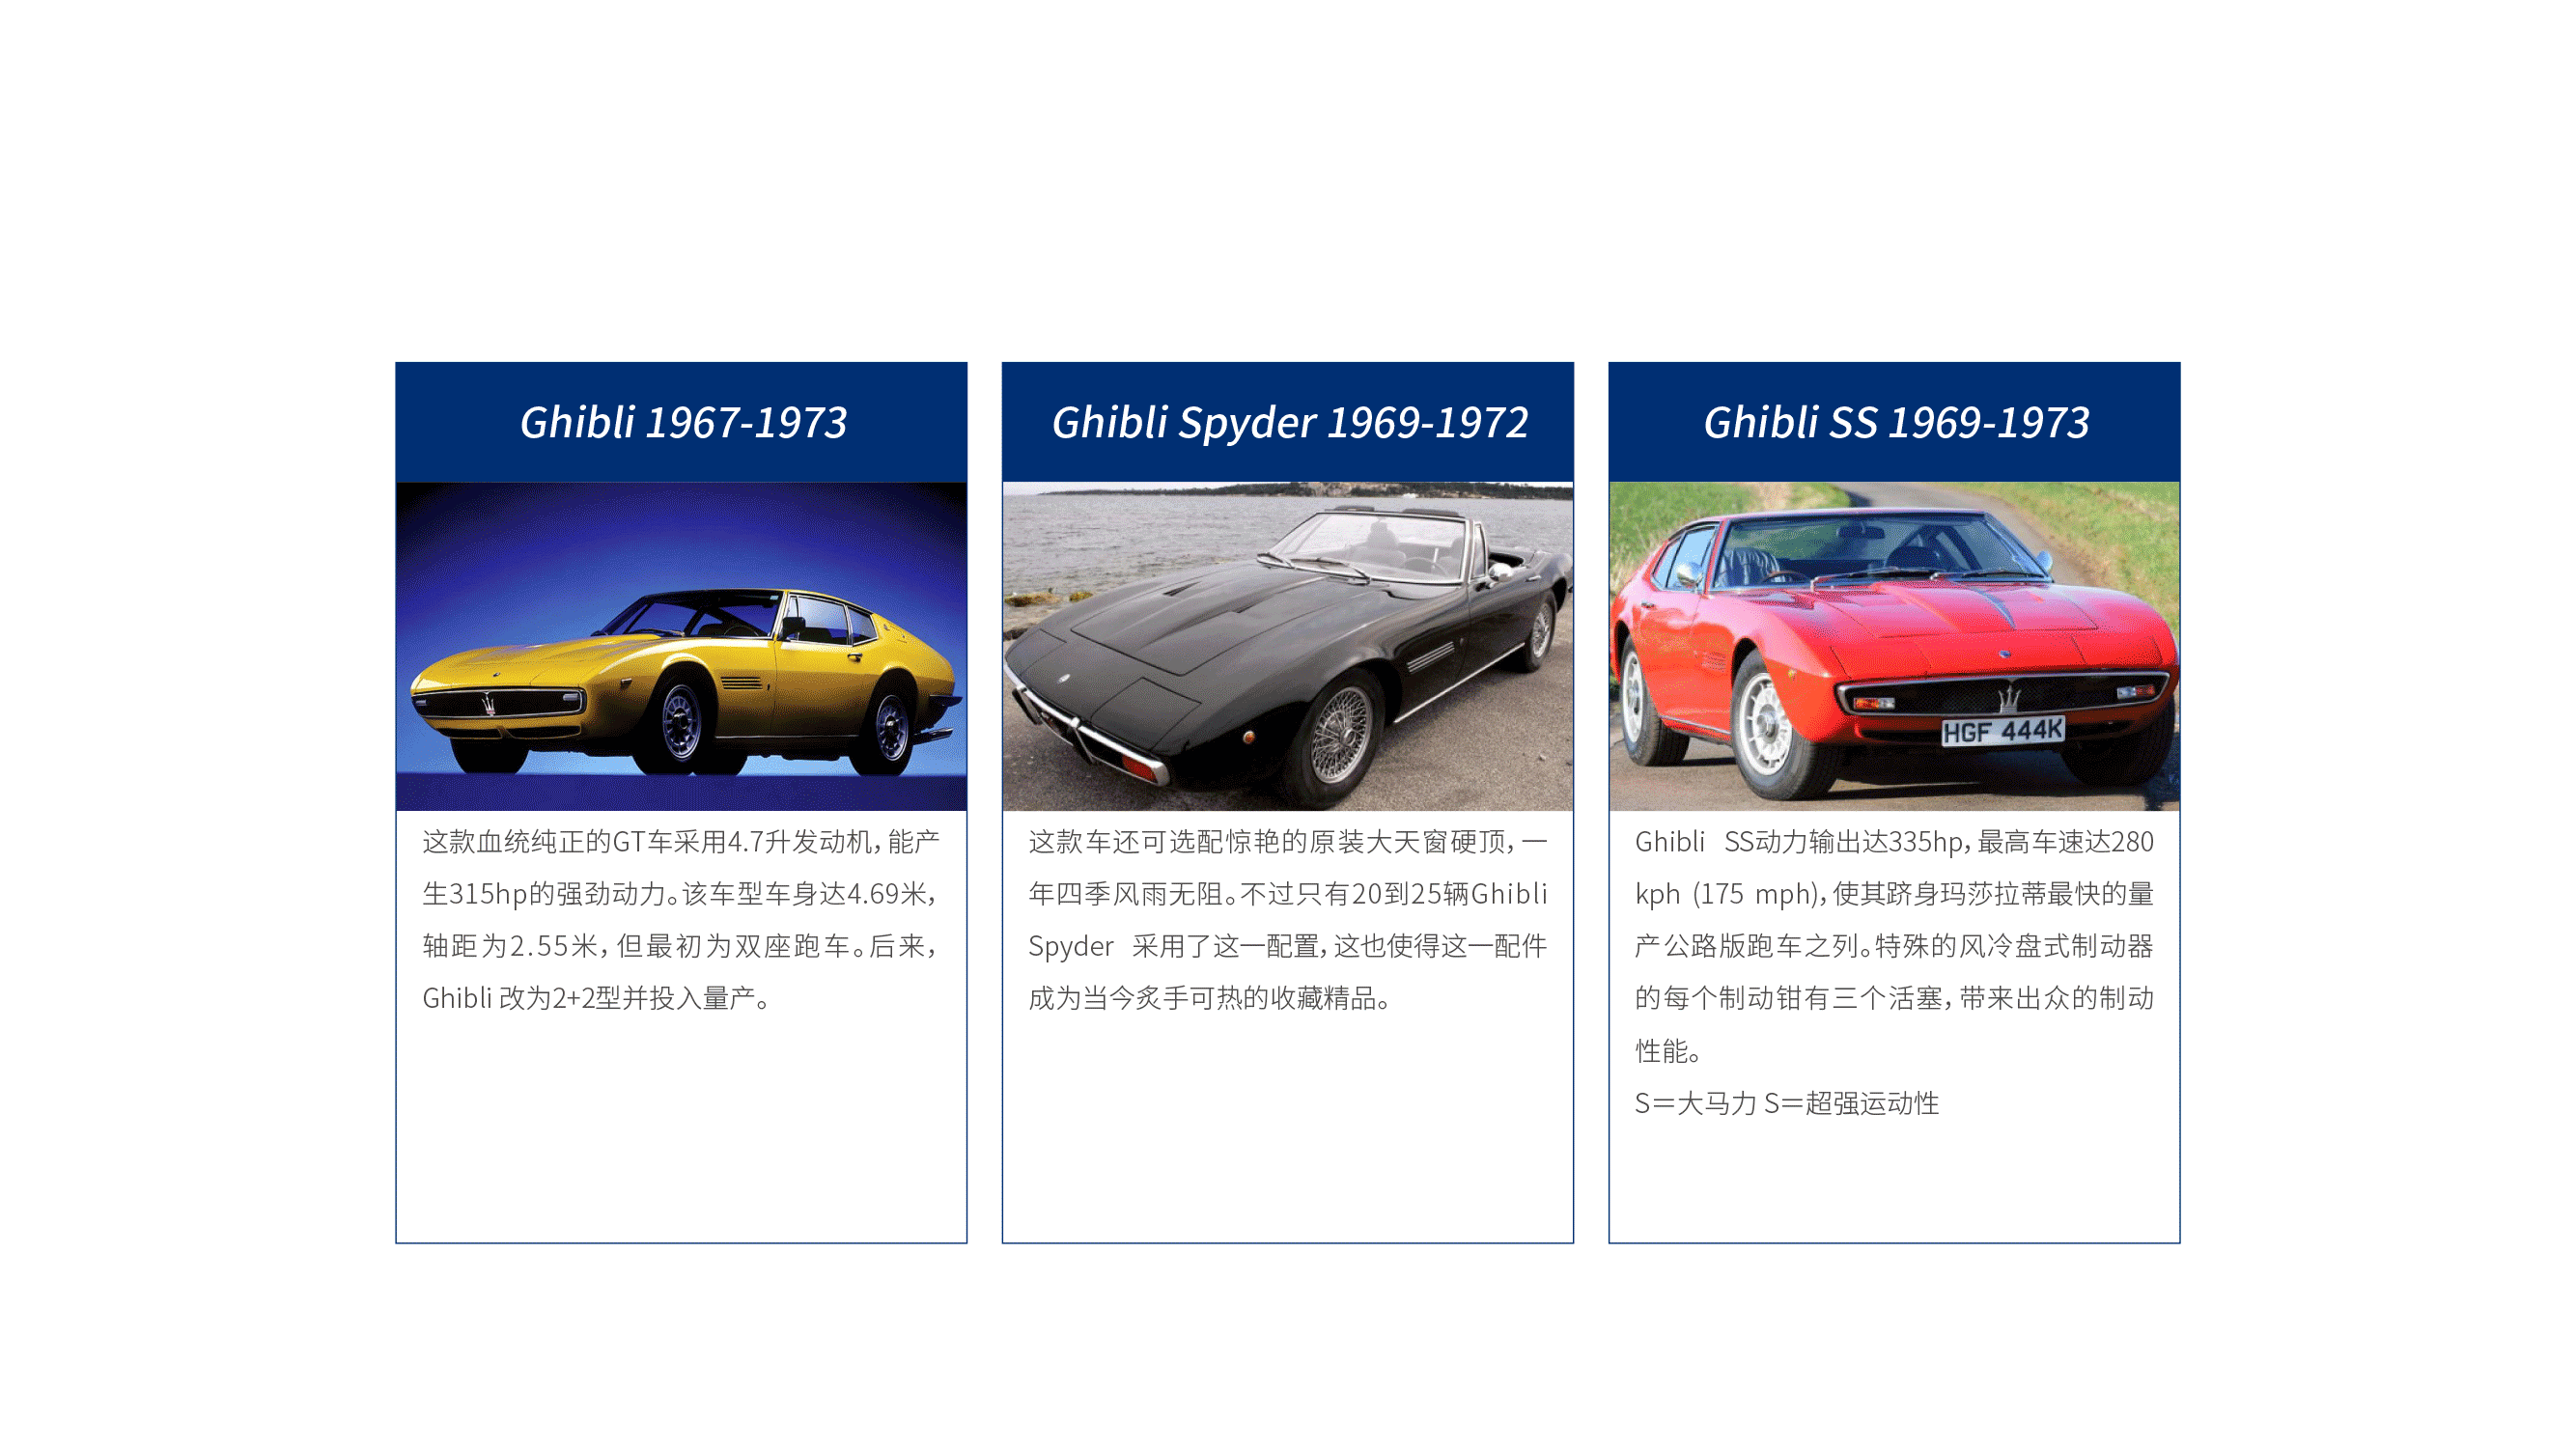 Ghibli 1967-1973
这款血统纯正的GT车采用4.7升发动机，能产
生315hp的强劲动力。该车型车身达4.69米，
轴距为2.55米，但最初为双座跑车。后来，
Ghibli 改为2+2型并投入量产。
Ghibli Spyder 1969-1972
这款车还可选配惊艳的原装大天窗硬顶，一
年四季风雨无阻。不过只有20到25辆Ghibli
Spyder 采用了这一配置，这也使得这一配件
成为当今炙手可热的收藏精品。
Ghibli SS 1969-1973
HGF 444K
Ghibli SS动力输出达335hp，最高车速达280
kph (175 mph)，使其跻身玛莎拉蒂最快的量
产公路版跑车之列。特殊的风冷盘式制动器
的每个制动钳有三个活塞，带来出众的制动
性能。
S＝大马力 S＝超强运动性